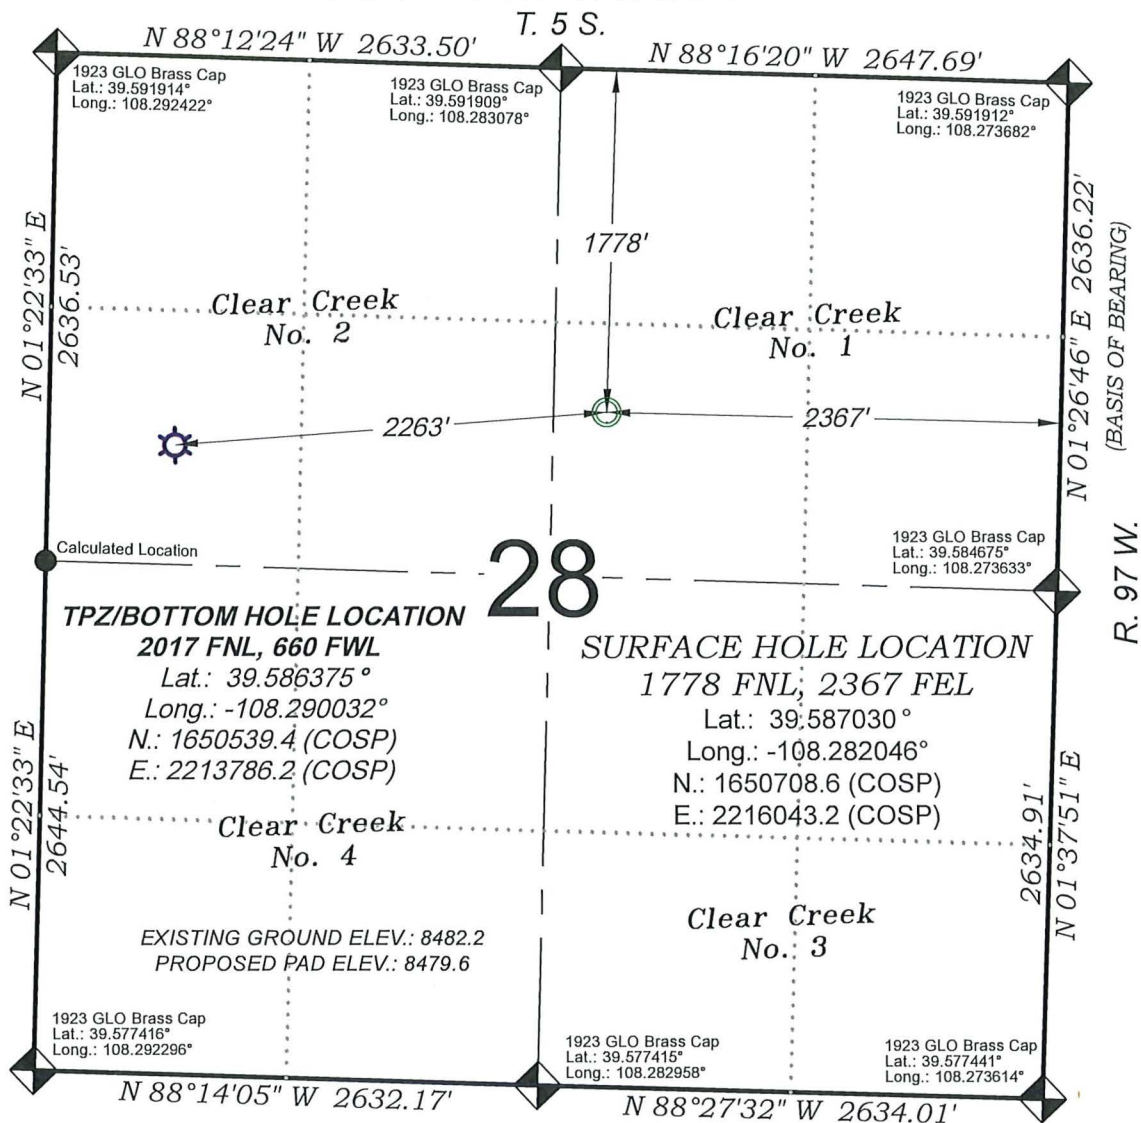 T. 5 S.
N 88°12'24" W 2633.50'
N 88°16'20" W 2647.69'
1923 GLO Brass Cap
Lat.: 39.591914°
Long.: 108.292422°
1923 GLO Brass Cap
Lat.: 39.591909°
Long.: 108.283078°
1923 GLO Brass Cap
Lat.: 39.591912°
Long.: 108.273682°
N 01°22'33" E
2636.53'
1778'
N 01°26'46" E 2636.22'
(BASIS OF BEARING)
Clear Creek
No. 2
Clear Creek
No. 1
2263'
2367'
R. 97 W.
Calculated Location
28
1923 GLO Brass Cap
Lat.: 39.584675°
Long.: 108.273633°
TPZ/BOTTOM HOLE LOCATION
2017 FNL, 660 FWL
Lat.: 39.586375°
Long.: -108.290032°
N.: 1650539.4 (COSP)
E.: 2213786.2 (COSP)
SURFACE HOLE LOCATION
1778 FNL, 2367 FEL
Lat.: 39.587030°
Long.: -108.282046°
N.: 1650708.6 (COSP)
E.: 2216043.2 (COSP)
N 01°22'33" E
2644.54'
Clear Creek
No. 4
2634.91'
N 01°37'51" E
Clear Creek
No. 3
EXISTING GROUND ELEV.: 8482.2
PROPOSED PAD ELEV.: 8479.6
1923 GLO Brass Cap
Lat.: 39.577416°
Long.: 108.292296°
1923 GLO Brass Cap
Lat.: 39.577415°
Long.: 108.282958°
1923 GLO Brass Cap
Lat.: 39.577441°
Long.: 108.273614°
N 88°14'05" W 2632.17'
N 88°27'32" W 2634.01'